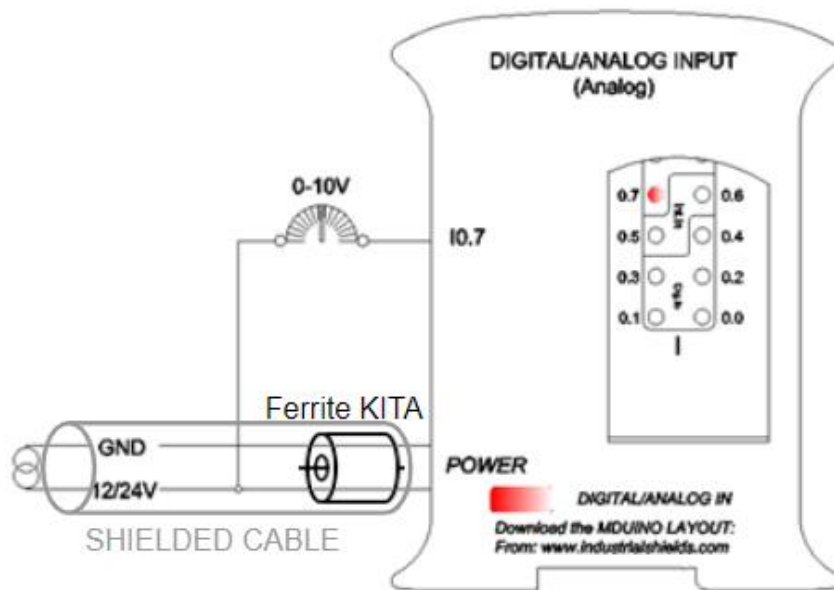 DIGITAL/ANALOG INPUT
(Analog)
0-10V
I0.7
0.7
0.6
0.5
0.4
0.3
0.2
0.1
0.0
I
Ferrite KITA
GND
12/24V
SHIELDED CABLE
POWER
DIGITAL/ANALOG IN
Download the MDUINO LAYOUT:
From: www.industrialshields.com